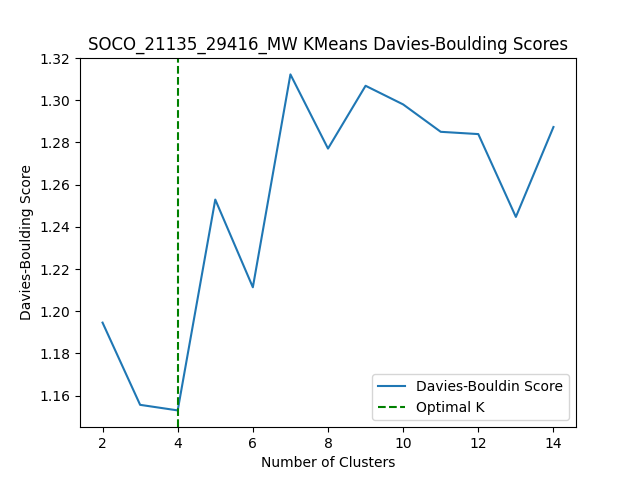 SOCO_21135_29416_MW KMeans Davies-Boulding Scores
1.32
1.30
1.28
1.26
1.24
1.22
1.20
1.18
1.16
Davies-Boulding Score
Davies-Bouldin Score
Optimal K
2 4 6 8 10 12 14
Number of Clusters